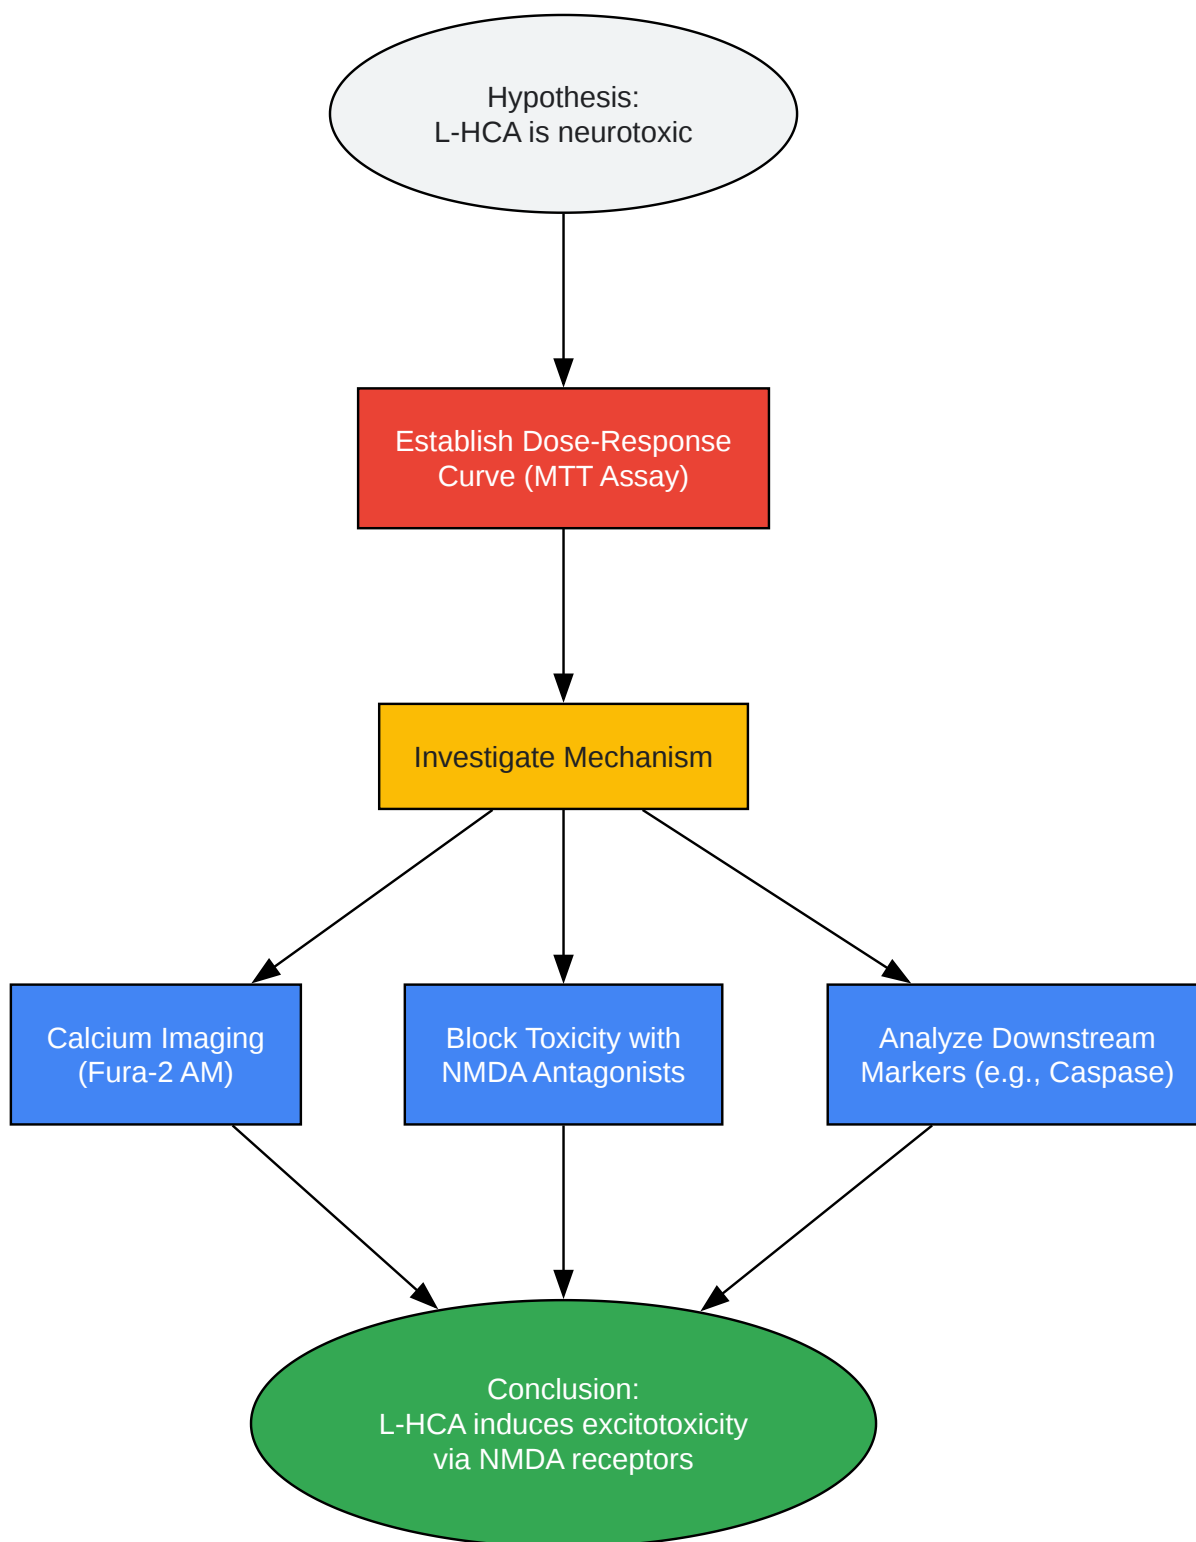 Hypothesis:
L-HCA is neurotoxic
Establish Dose-Response
Curve (MTT Assay)
Investigate Mechanism
Calcium Imaging
(Fura-2 AM)
Block Toxicity with
NMDA Antagonists
Analyze Downstream
Markers (e.g., Caspase)
Conclusion:
L-HCA induces excitotoxicity
via NMDA receptors